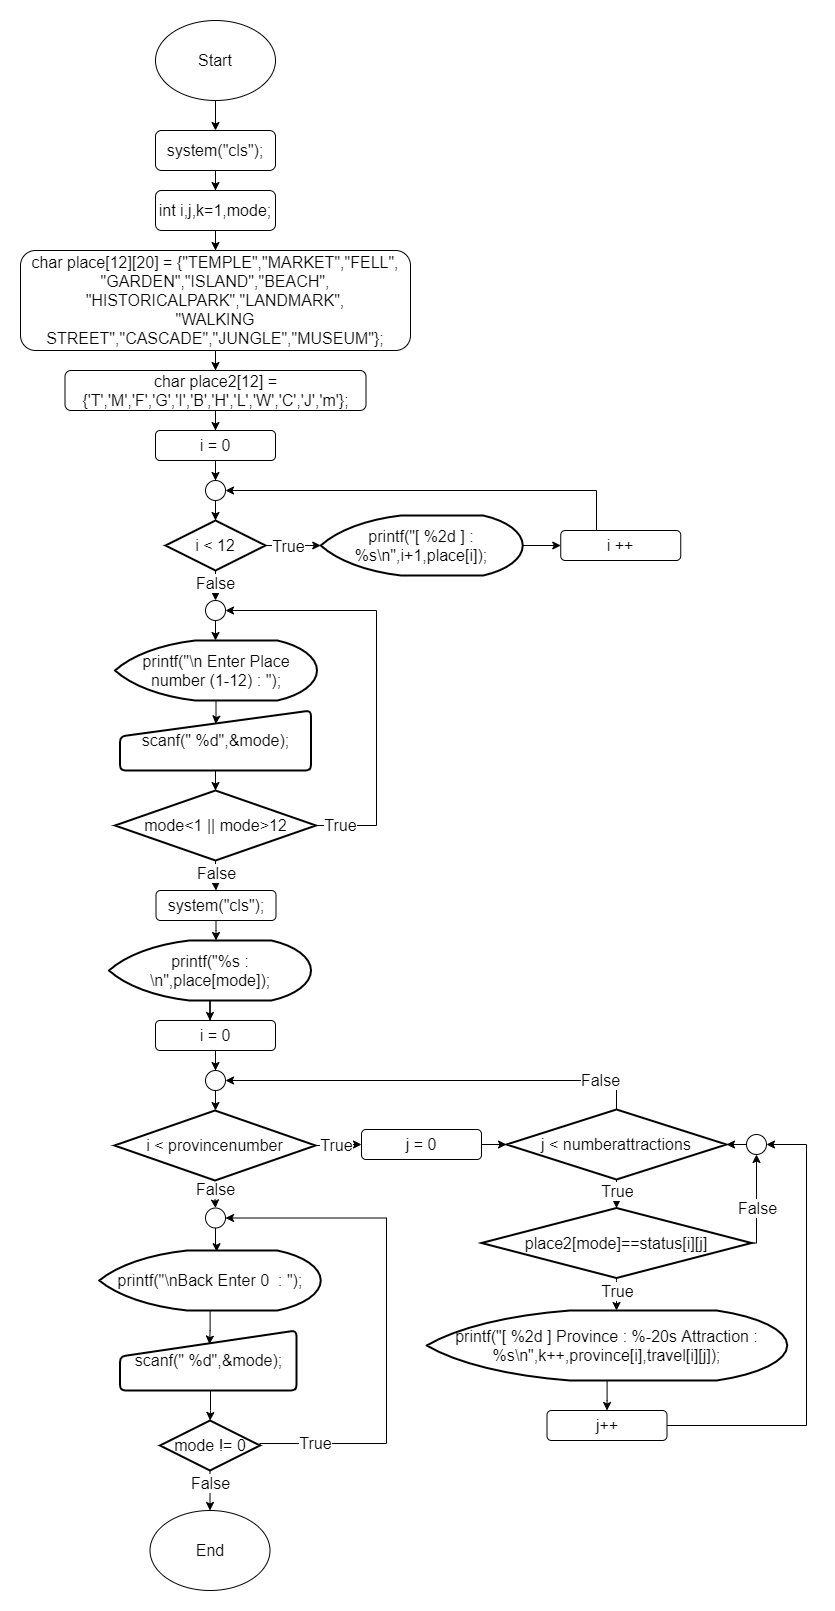 Start
system("cls");
int i,j,k=1,mode;
char place[12][20] = {"TEMPLE","MARKET","FELL",
"GARDEN","ISLAND","BEACH",
"HISTORICALPARK","LANDMARK",
"WALKING
STREET","CASCADE","JUNGLE","MUSEUM"};
char place2[12] =
{'T','M','F','G','I','B','H','L','W','C','J','m'};
i = 0
i < 12
True
printf("[ %2d ] :
%s\n",i+1,place[i]);
i ++
False
printf("\n Enter Place
number (1-12) : ");
scanf(" %d",&mode);
mode<1 || mode>12
True
False
system("cls");
printf("%s :
\n",place[mode]);
i = 0
False
i < provincenumber
True
j = 0
j < numberattractions
False
True
False
place2[mode]==status[i][j]
printf("\nBack Enter 0  : ");
True
printf("[ %2d ] Province : %-20s Attraction :
%s\n",k++,province[i],travel[i][j]);
scanf(" %d",&mode);
j++
mode != 0
True
False
End